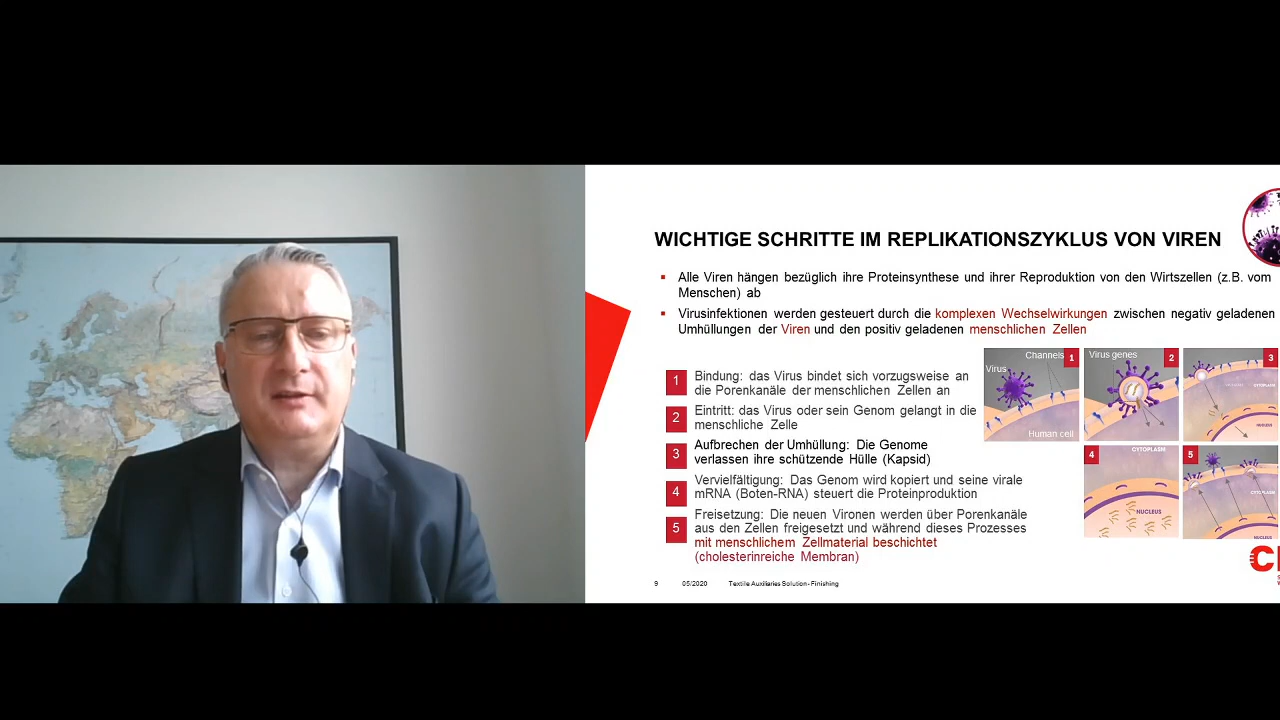 WICHTIGE SCHRITTE IM REPLIKATIONSZYKLUS VON VIREN
Alle Viren hängen bezüglich ihre Proteinsynthese und ihrer Reproduktion von den Wirtszellen (z.B. vom
Menschen) ab
Virusinfektionen werden gesteuert durch die komplexen Wechselwirkungen zwischen negativ geladenen
Umhüllungen der Viren und den positiv geladenen menschlichen Zellen
1 Bindung: das Virus bindet sich vorzugsweise an
die Porenkanäle der menschlichen Zellen an
2 Eintritt: das Virus oder sein Genom gelangt in die
menschliche Zelle
3 Aufbrechen der Umhüllung: Die Genome
verlassen ihre schützende Hülle (Kapsid)
4 Vervielfältigung: Das Genom wird kopiert und seine virale
mRNA (Boten-RNA) steuert die Proteinproduktion
5 Freisetzung: Die neuen Vironen werden über Porenkanäle
aus den Zellen freigesetzt und während dieses Prozesses
mit menschlichem Zellmaterial beschichtet
(cholesterinreiche Membran)
Channels 1
Virus
Human cell
Virus genes 2
3
CYTOPLASM
NUCLEUS
4 CYTOPLASM
NUCLEUS
5
NUCLEUS
9 05/2020 Textile Auxiliaries Solution - Finishing